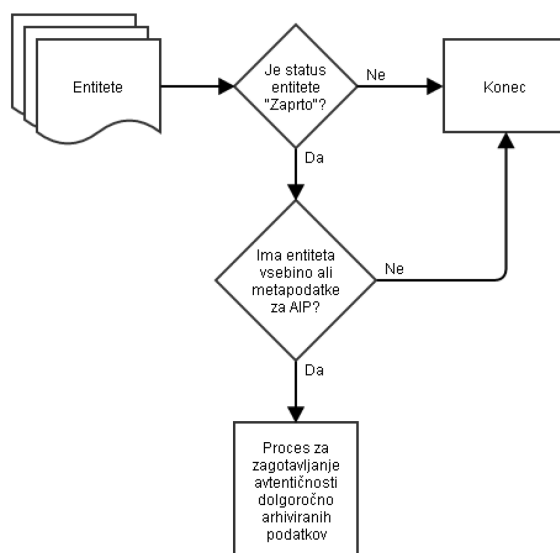 Entitete
Je status
entitete
"Zaprto"?
Ne
Konec
Da
Ima entiteta
vsebino ali
metapodatke
za AIP?
Ne
Da
Proces za
zagotavljanje
avtentičnosti
dolgoročno
arhiviranih
podatkov